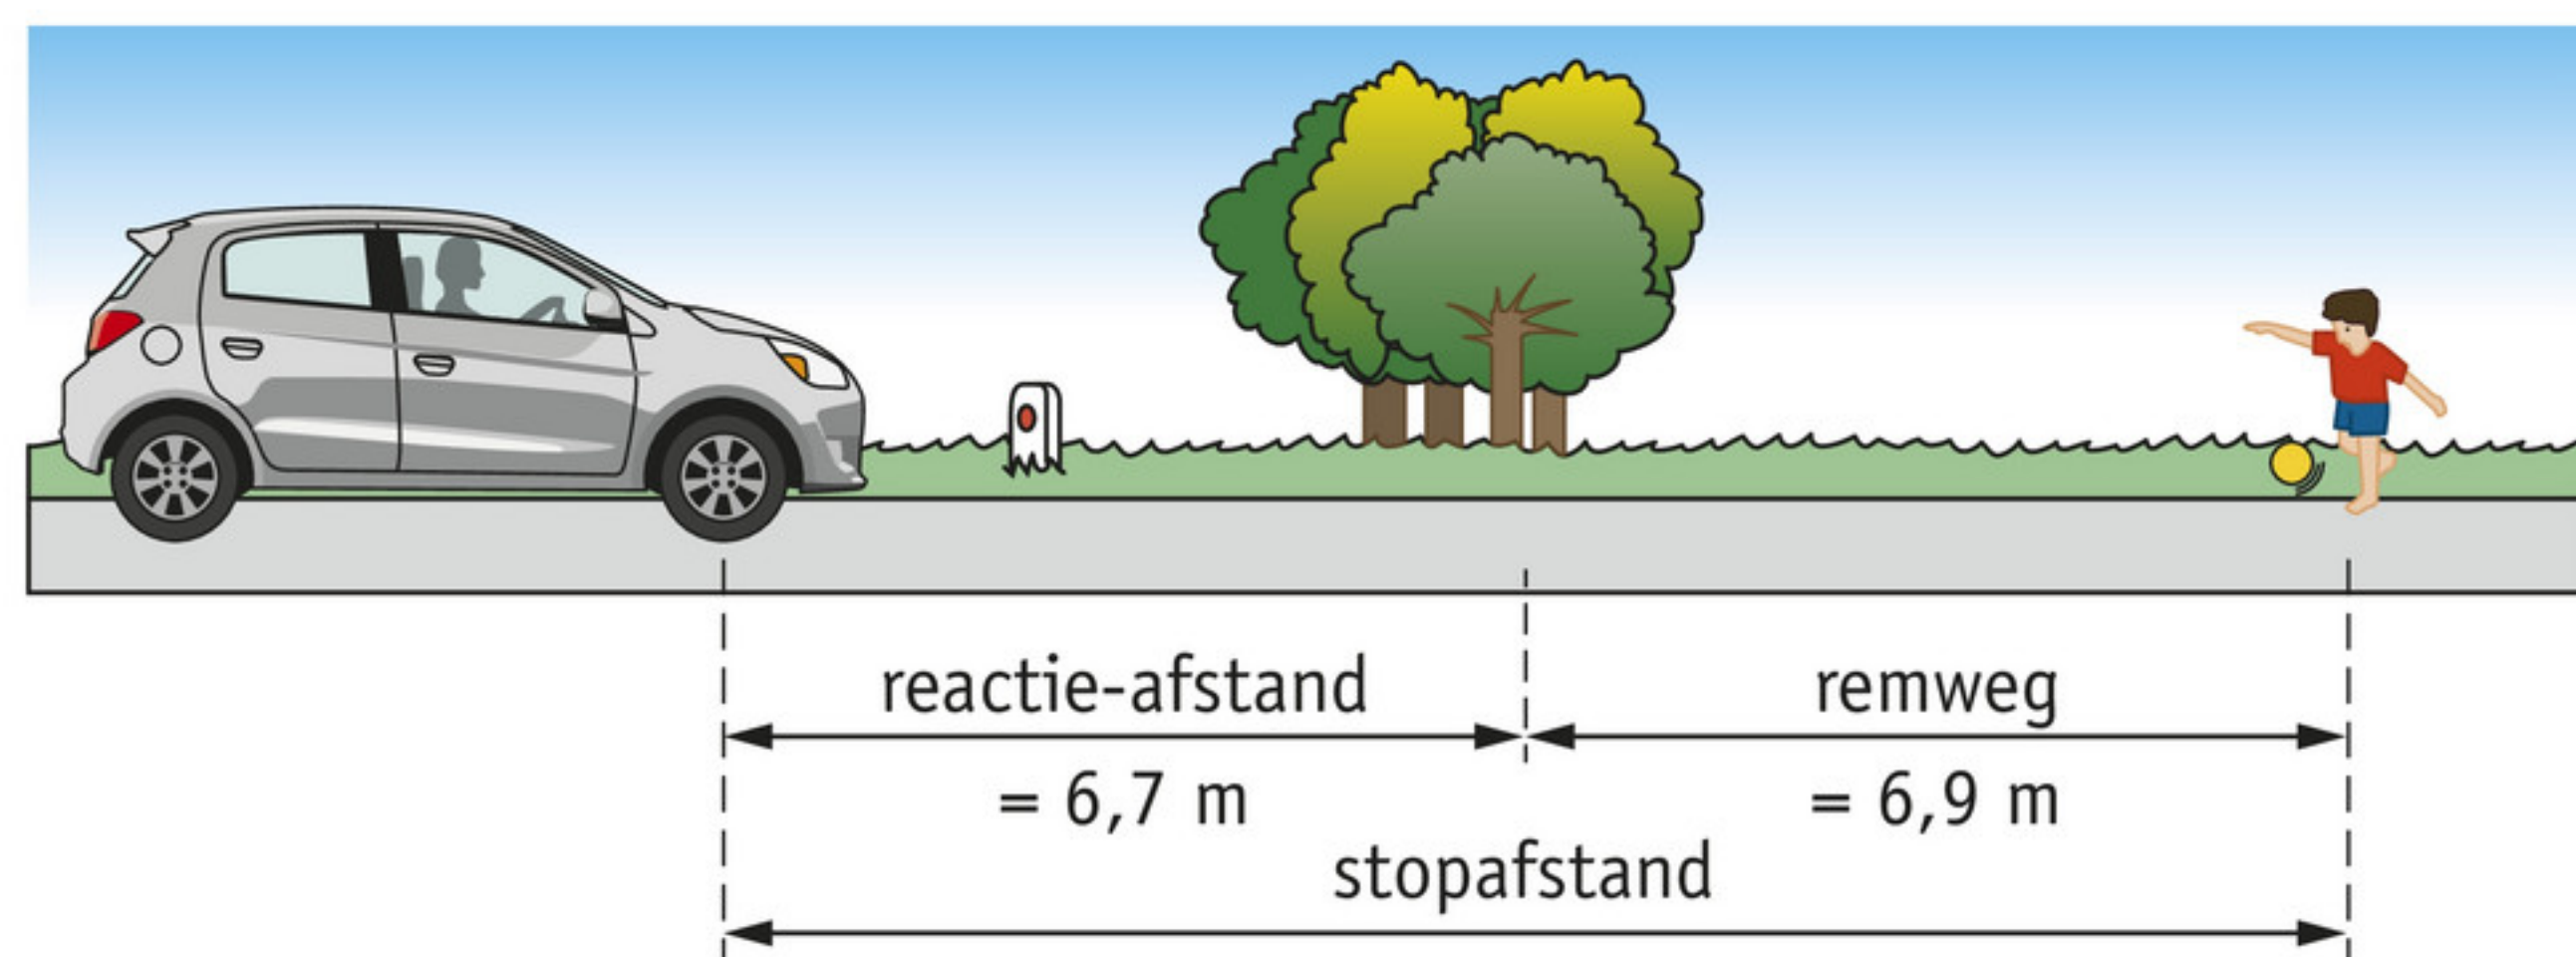 reactie-afstand
remweg
= 6,7 m
= 6,9 m
stopafstand